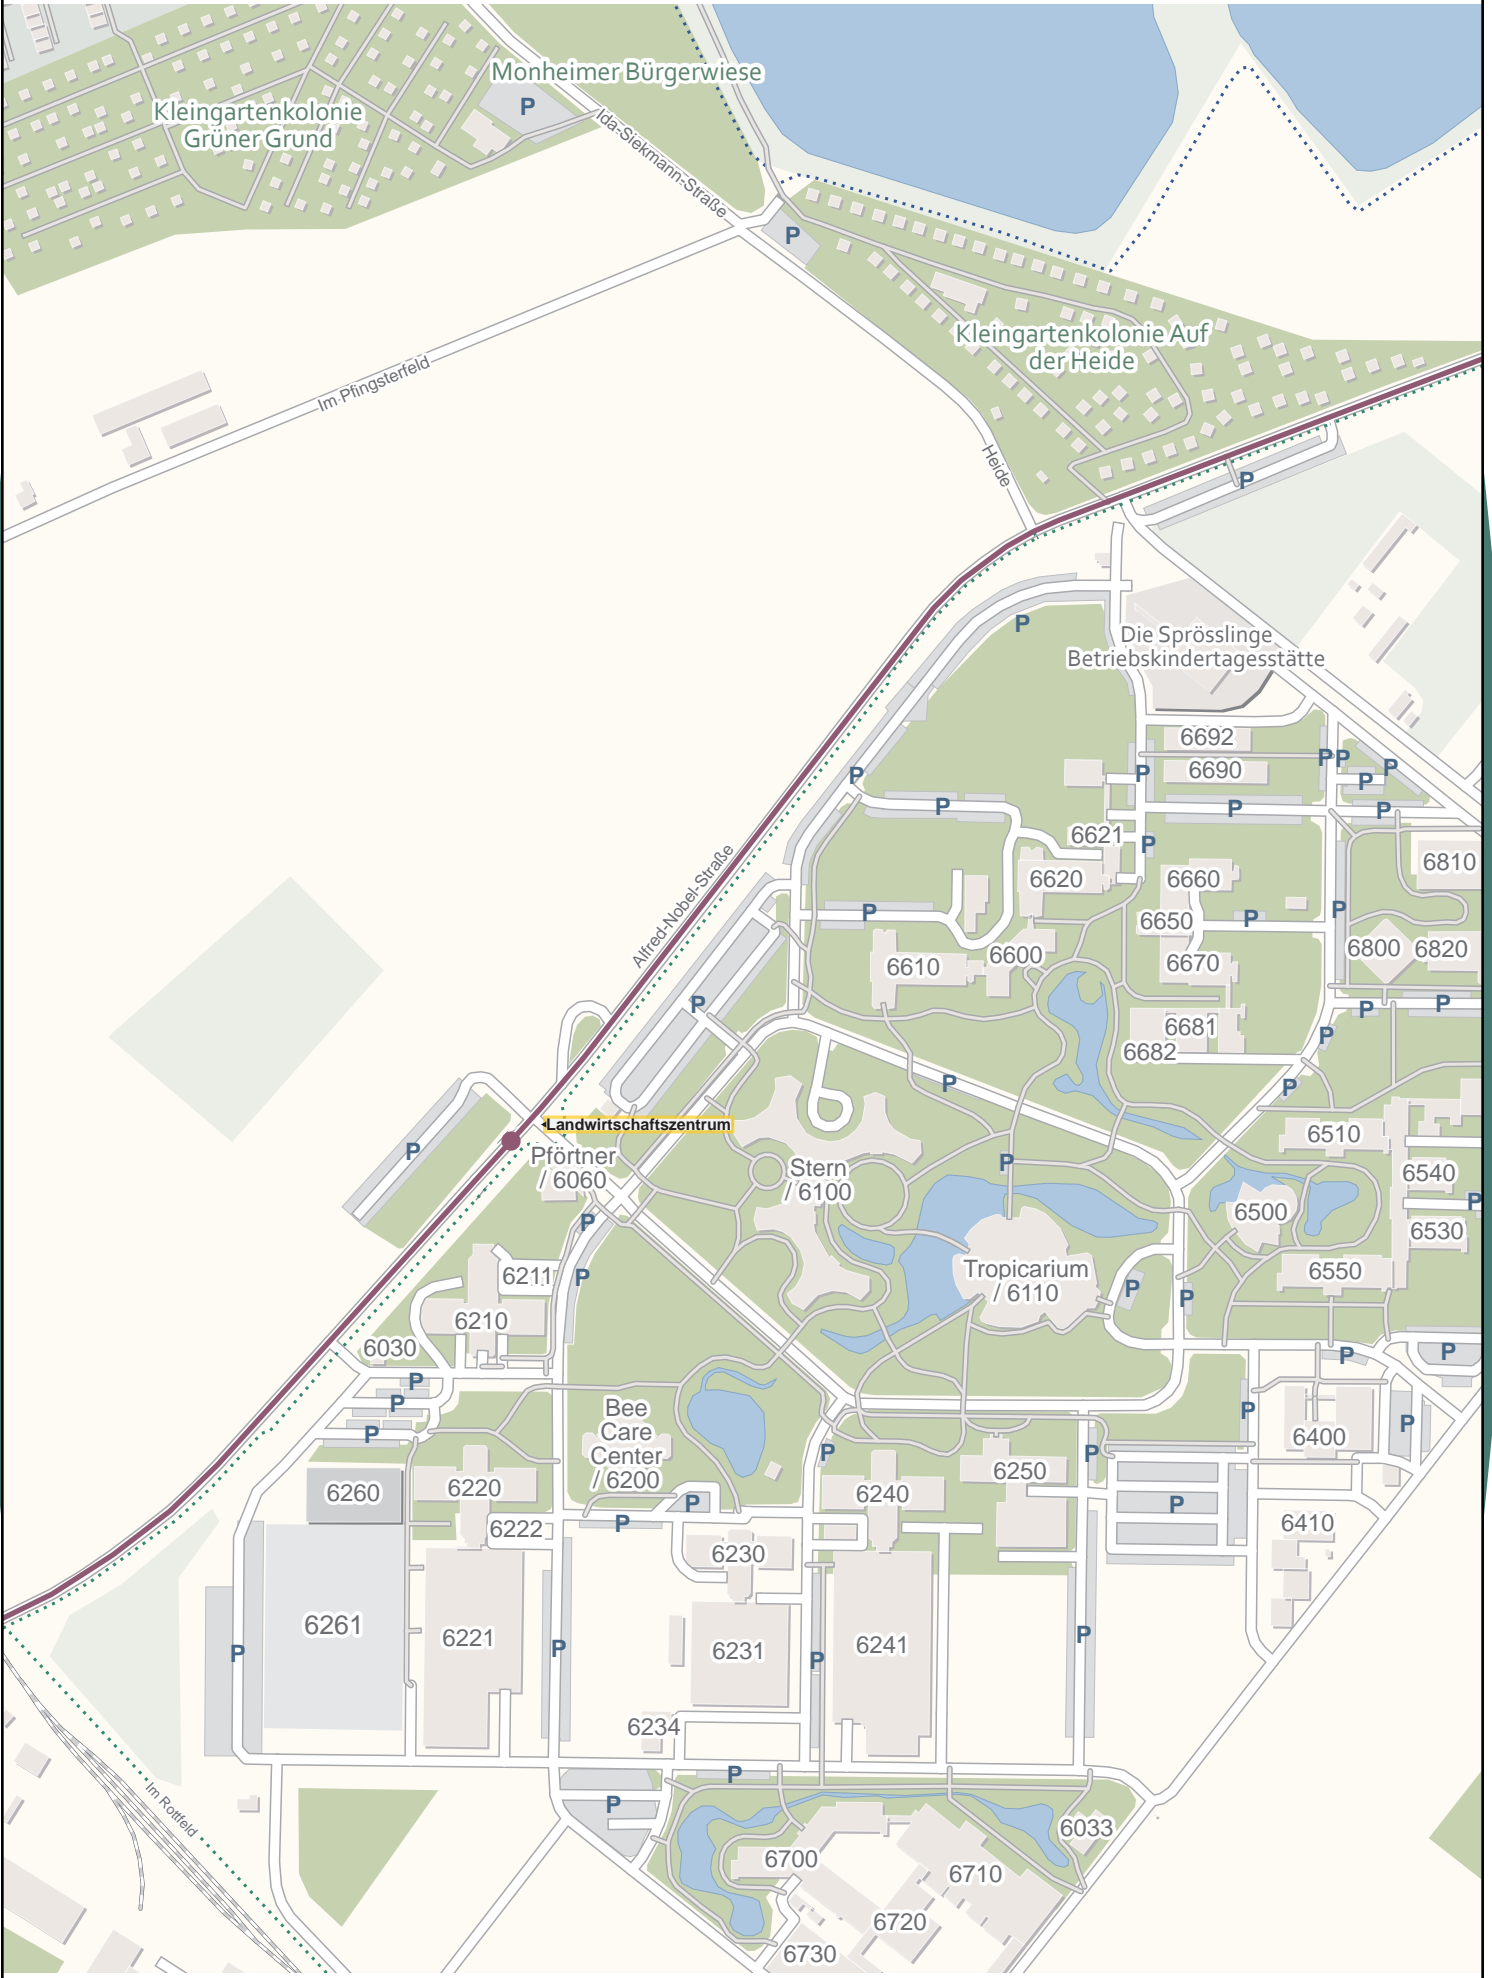 Monheimer Bürgerwiese
P
Kleingartenkolonie
Grüner Grund
Ida-Siekmann-Straße
P
Kleingartenkolonie Auf
der Heide
Im Pfingsterfeld
Heide
P
P
Die Sprösslinge
Betriebskindertagesstätte
6692
P
P
P
P
6690
P
P
P
P
P
P
6621
P
6810
6620
6660
P
P
P
6650
6800
6820
6600
6610
6670
Alfred-Nobel-Straße
P
P
P
6681
P
6682
P
P
Landwirtschaftszentrum
6510
P
Pförtner
/ 6060
Stern
/ 6100
P
6540
P
6500
P
6530
6211
P
Tropicarium
/ 6110
6550
P
P
6210
6030
P
P
P
P
P
Bee
Care
Center
/ 6200
P
P
P
P
6400
6250
6260
6220
6240
P
P
P
6222
6410
6230
6261
6221
6231
6241
P
P
P
P
6234
P
P
Im Rottfeld
6033
6700
6710
6720
6730